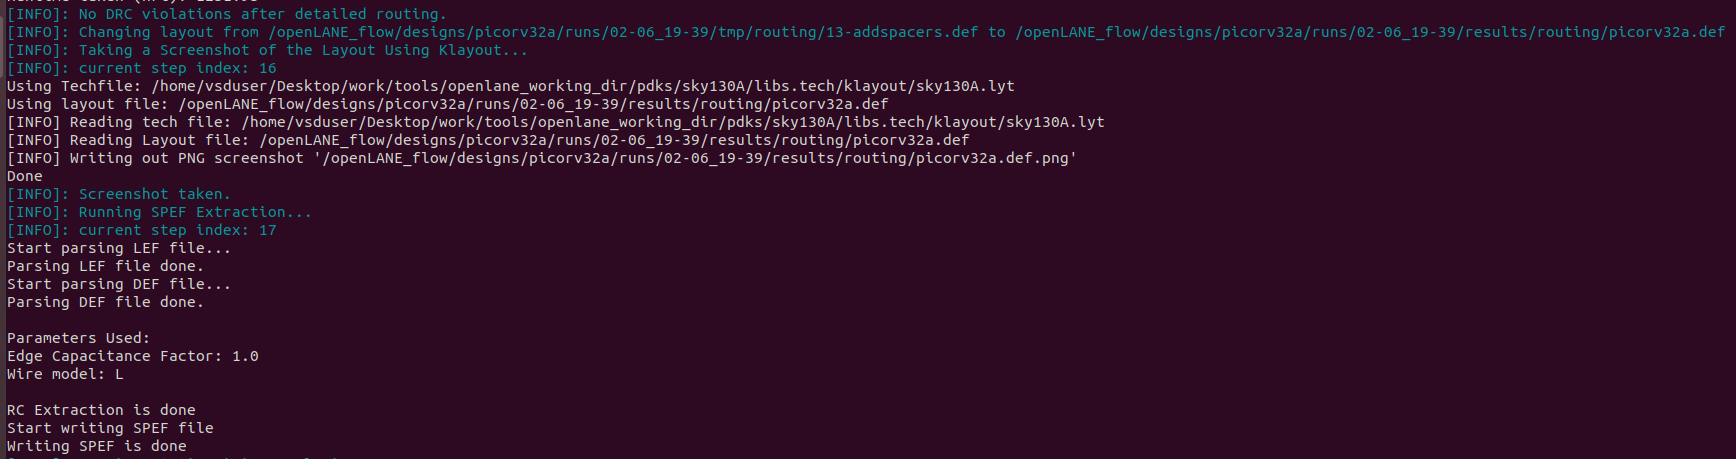 [INFO]: No DRC violations after detailed routing.
[INFO]: Changing layout from /openLANE_flow/designs/picorv32a/runs/02-06_19-39/tmp/routing/13-addspacers.def to /openLANE_flow/designs/picorv32a/runs/02-06_19-39/results/routing/picorv32a.def
[INFO]: Taking a Screenshot of the Layout Using Klayout...
[INFO]: current step index: 16
Using Techfile: /home/vsduser/Desktop/work/tools/openlane_working_dir/pdks/sky130A/libs.tech/klayout/sky130A.lyt
Using layout file: /openLANE_flow/designs/picorv32a/runs/02-06_19-39/results/routing/picorv32a.def
[INFO] Reading tech file: /home/vsduser/Desktop/work/tools/openlane_working_dir/pdks/sky130A/libs.tech/klayout/sky130A.lyt
[INFO] Reading Layout file: /openLANE_flow/designs/picorv32a/runs/02-06_19-39/results/routing/picorv32a.def
[INFO] Writing out PNG screenshot '/openLANE_flow/designs/picorv32a/runs/02-06_19-39/results/routing/picorv32a.def.png'
Done
[INFO]: Screenshot taken.
[INFO]: Running SPEF Extraction...
[INFO]: current step index: 17
Start parsing LEF file...
Parsing LEF file done.
Start parsing DEF file...
Parsing DEF file done.
Parameters Used:
Edge Capacitance Factor: 1.0
Wire model: L
RC Extraction is done
Start writing SPEF file
Writing SPEF is done